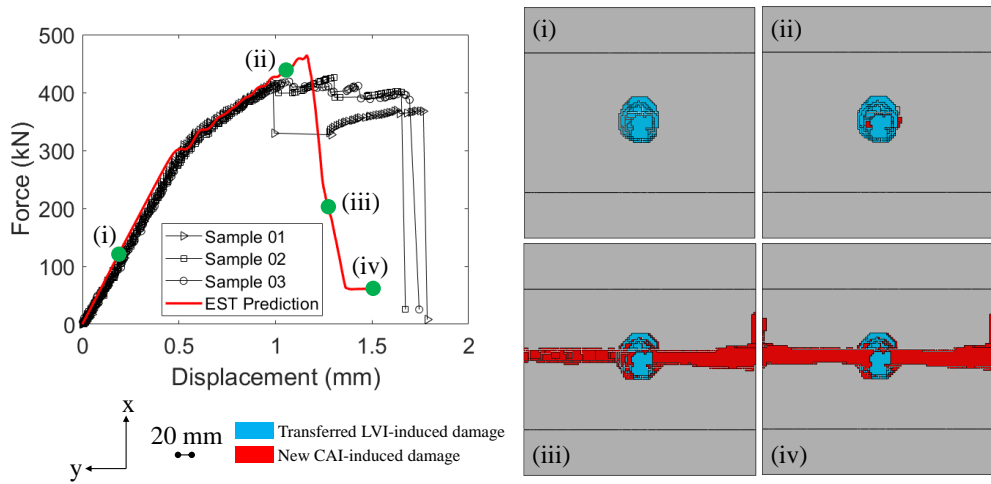 500
400
300
200
100
0
Force (kN)
(i)
(ii)
(iii)
(iv)
Sample 01
Sample 02
Sample 03
EST Prediction
0
0.5
1
1.5
2
Displacement (mm)
x
y
20 mm
Transferred LVI-induced damage
New CAI-induced damage
(i)
(ii)
(iii)
(iv)